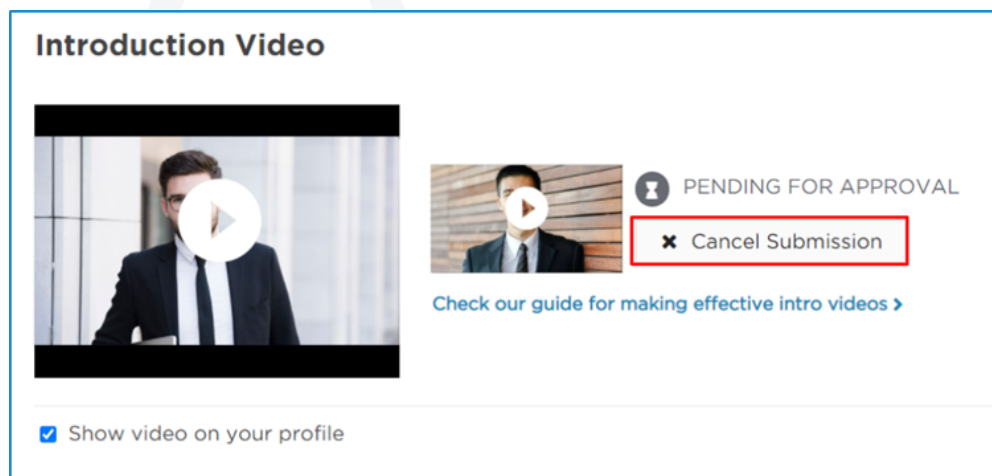 Introduction Video
PENDING FOR APPROVAL
✖ Cancel Submission
Check our guide for making effective intro videos >
Show video on your profile